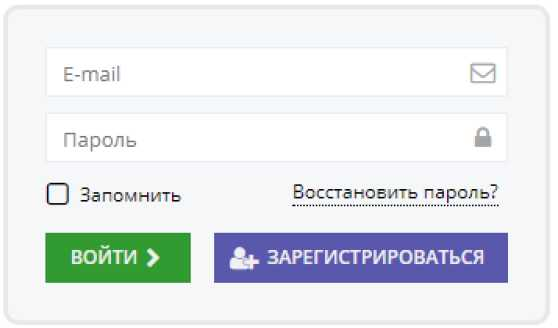 E-mail
Пароль
Запомнить Восстановить пароль?
ВОЙТИ ЗАРЕГИСТРИРОВАТЬСЯ